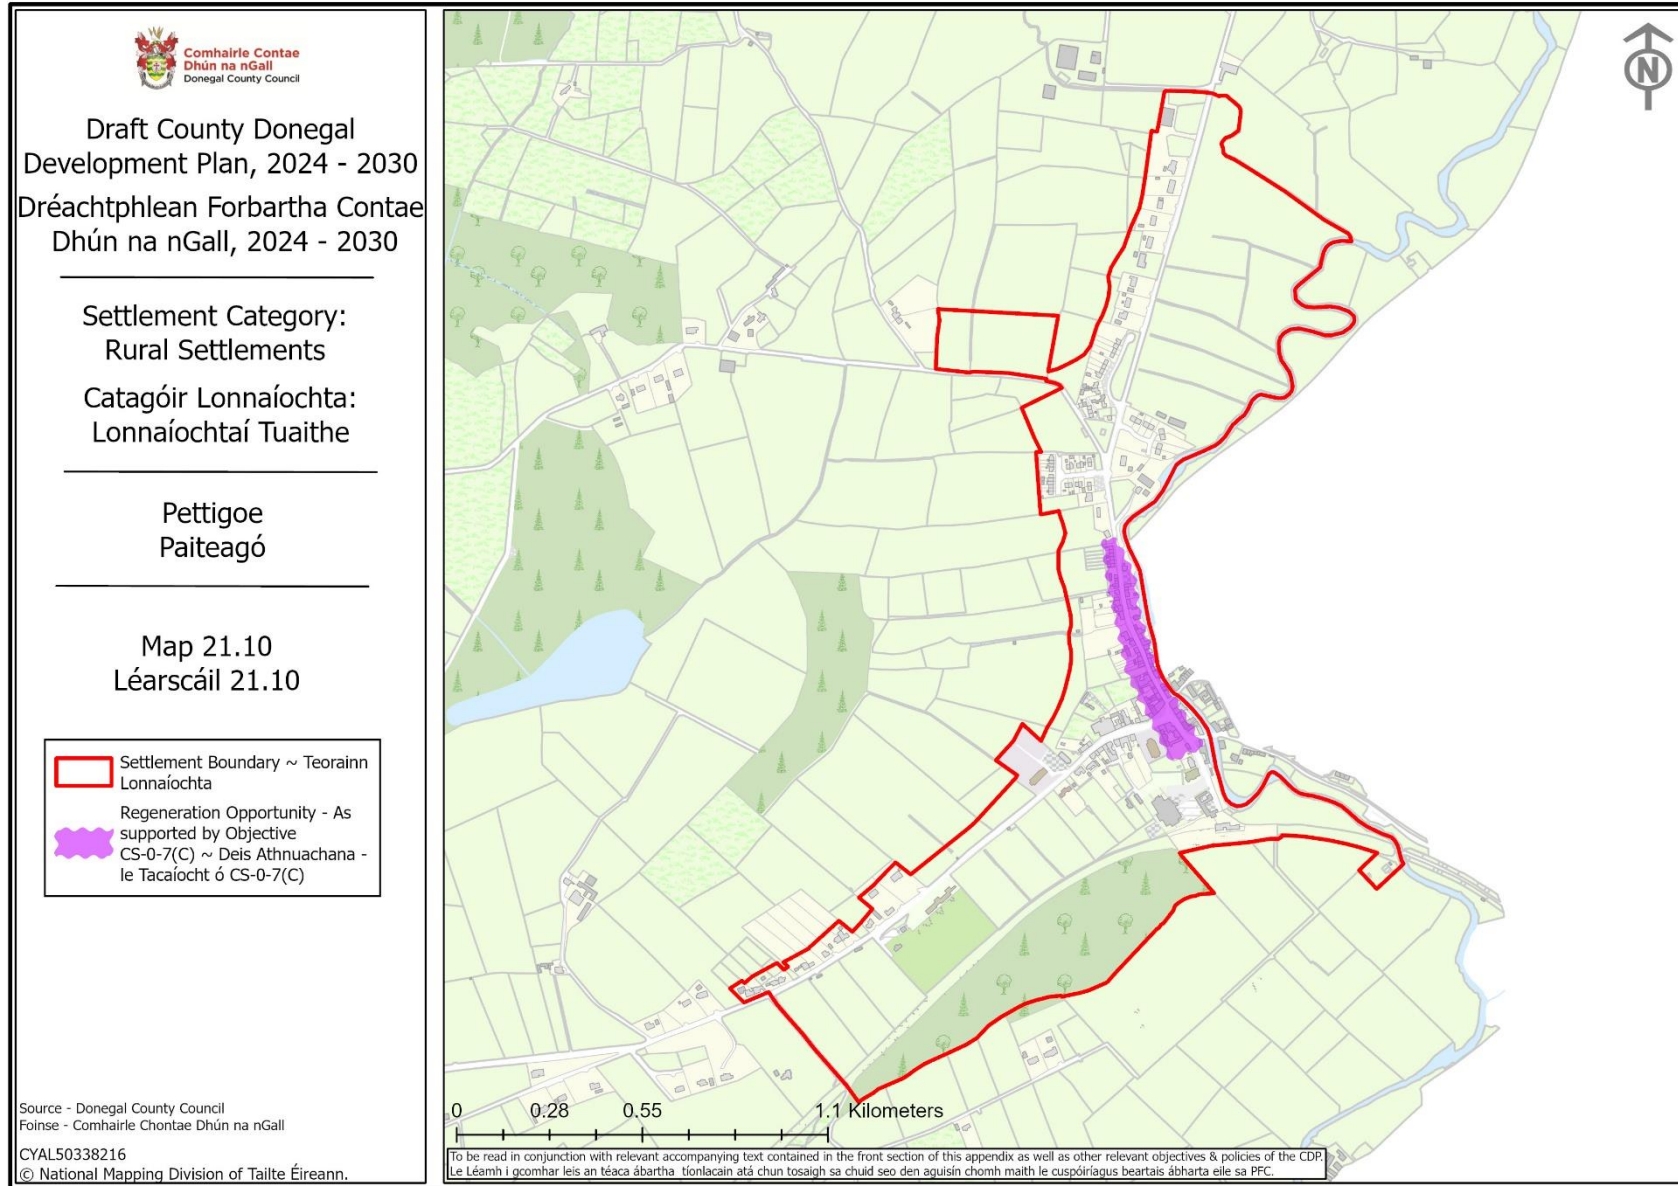 Comhairle Contae
Dhún na nGall
Donegal County Council
Draft County Donegal
Development Plan, 2024 - 2030
Dréachtphlean Forbartha Contae
Dhún na nGall, 2024 - 2030
Settlement Category:
Rural Settlements
Catagóir Lonnaíochta:
Lonnaíochtaí Tuaithe
Pettigoe
Paiteagó
Map 21.10
Léarscáil 21.10
Settlement Boundary ~ Teorainn
Lonnaíochta
Regeneration Opportunity - As
supported by Objective
CS-0-7(C) ~ Deis Athnuachana -
le Tacaíocht ó CS-0-7(C)
Source - Donegal County Council
Foinse - Comhairle Chontae Dhún na nGall
CYAL50338216
© National Mapping Division of Tailte Éireann.
N
0 0.28 0.55 1.1 Kilometers
To be read in conjunction with relevant accompanying text contained in the front section of this appendix as well as other relevant objectives & policies of the CDP.
Le Léamh i gcomhar leis an téaca ábartha tíonlacain atá chun tosaigh sa chuid seo den aguisín chomh maith le cuspóiríagus beartais ábharta eile sa PFC.